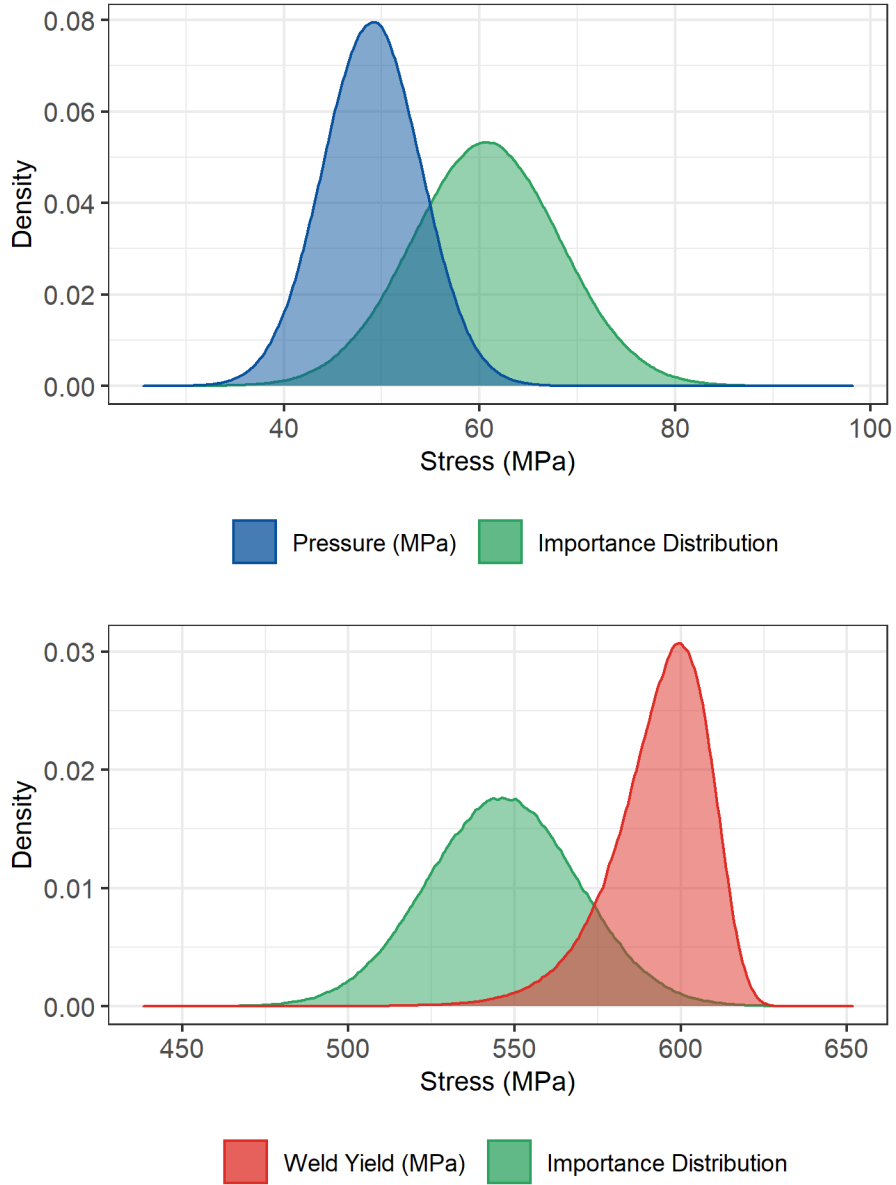 0.08
0.06
0.04
0.02
0.00
Density
40 60 80 100
Stress (MPa)
Pressure (MPa) Importance Distribution
0.03
0.02
0.01
0.00
Density
450 500 550 600 650
Stress (MPa)
Weld Yield (MPa) Importance Distribution